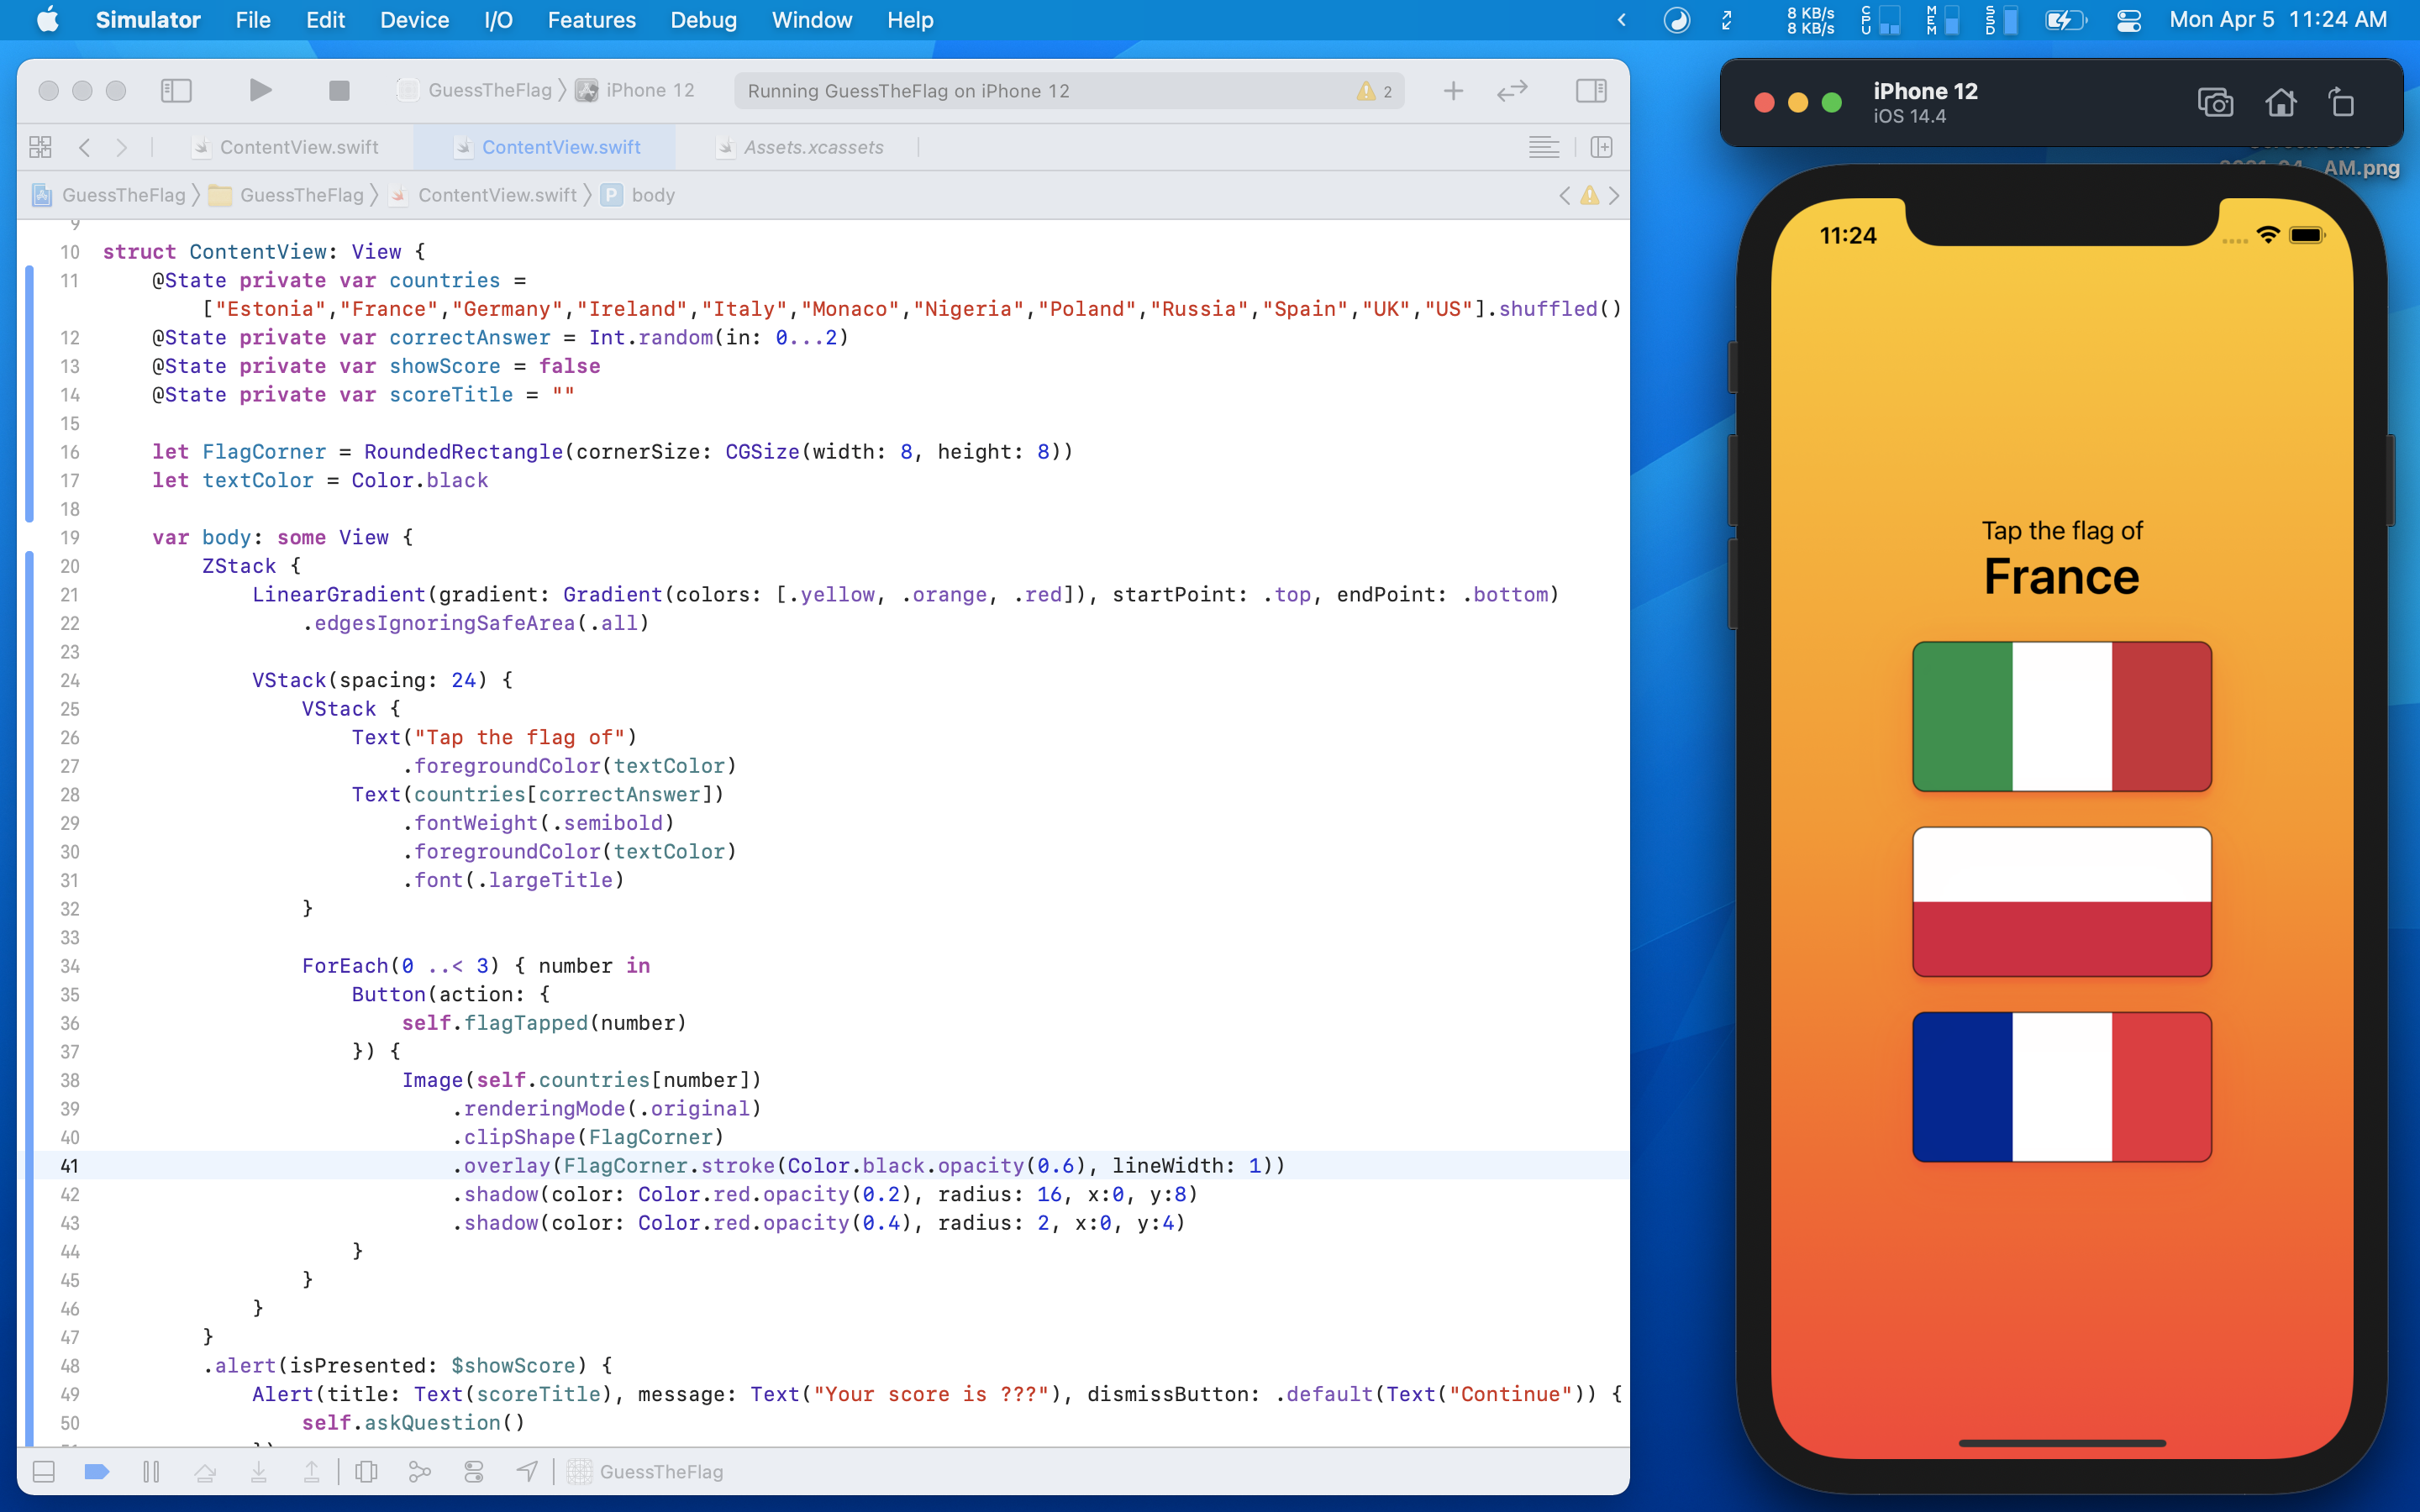 Simulator File Edit Device I/O Features Debug Window Help
8 KB/s
8 KB/s
CPU MEM SSD
Mon Apr 5 11:24 AM
GuessTheFlag iPhone 12
Running GuessTheFlag on iPhone 12
2
ContentView.swift
ContentView.swift
Assets.xcassets
GuessTheFlag GuessTheFlag ContentView.swift P body
9
10 struct ContentView: View {
11 @State private var countries =
["Estonia","France","Germany","Ireland","Italy","Monaco","Nigeria","Poland","Russia","Spain","UK","US"].shuffled()
12 @State private var correctAnswer = Int.random(in: 0...2)
13 @State private var showScore = false
14 @State private var scoreTitle = ""
15
16 let FlagCorner = RoundedRectangle(cornerSize: CGSize(width: 8, height: 8))
17 let textColor = Color.black
18
19 var body: some View {
20 ZStack {
21 LinearGradient(gradient: Gradient(colors: [.yellow, .orange, .red]), startPoint: .top, endPoint: .bottom)
22 .edgesIgnoringSafeArea(.all)
23
24 VStack(spacing: 24) {
25 VStack {
26 Text("Tap the flag of")
27 .foregroundColor(textColor)
28 Text(countries[correctAnswer])
29 .fontWeight(.semibold)
30 .foregroundColor(textColor)
31 .font(.largeTitle)
32 }
33
34 ForEach(0 ..< 3) { number in
35 Button(action: {
36 self.flagTapped(number)
37 }) {
38 Image(self.countries[number])
39 .renderingMode(.original)
40 .clipShape(FlagCorner)
41 .overlay(FlagCorner.stroke(Color.black.opacity(0.6), lineWidth: 1))
42 .shadow(color: Color.red.opacity(0.2), radius: 16, x:0, y:8)
43 .shadow(color: Color.red.opacity(0.4), radius: 2, x:0, y:4)
44 }
45 }
46 }
47 }
48 .alert(isPresented: $showScore) {
49 Alert(title: Text(scoreTitle), message: Text("Your score is ???"), dismissButton: .default(Text("Continue")) {
50 self.askQuestion()
GuessTheFlag
iPhone 12
iOS 14.4
AM.png
11:24
Tap the flag of
France